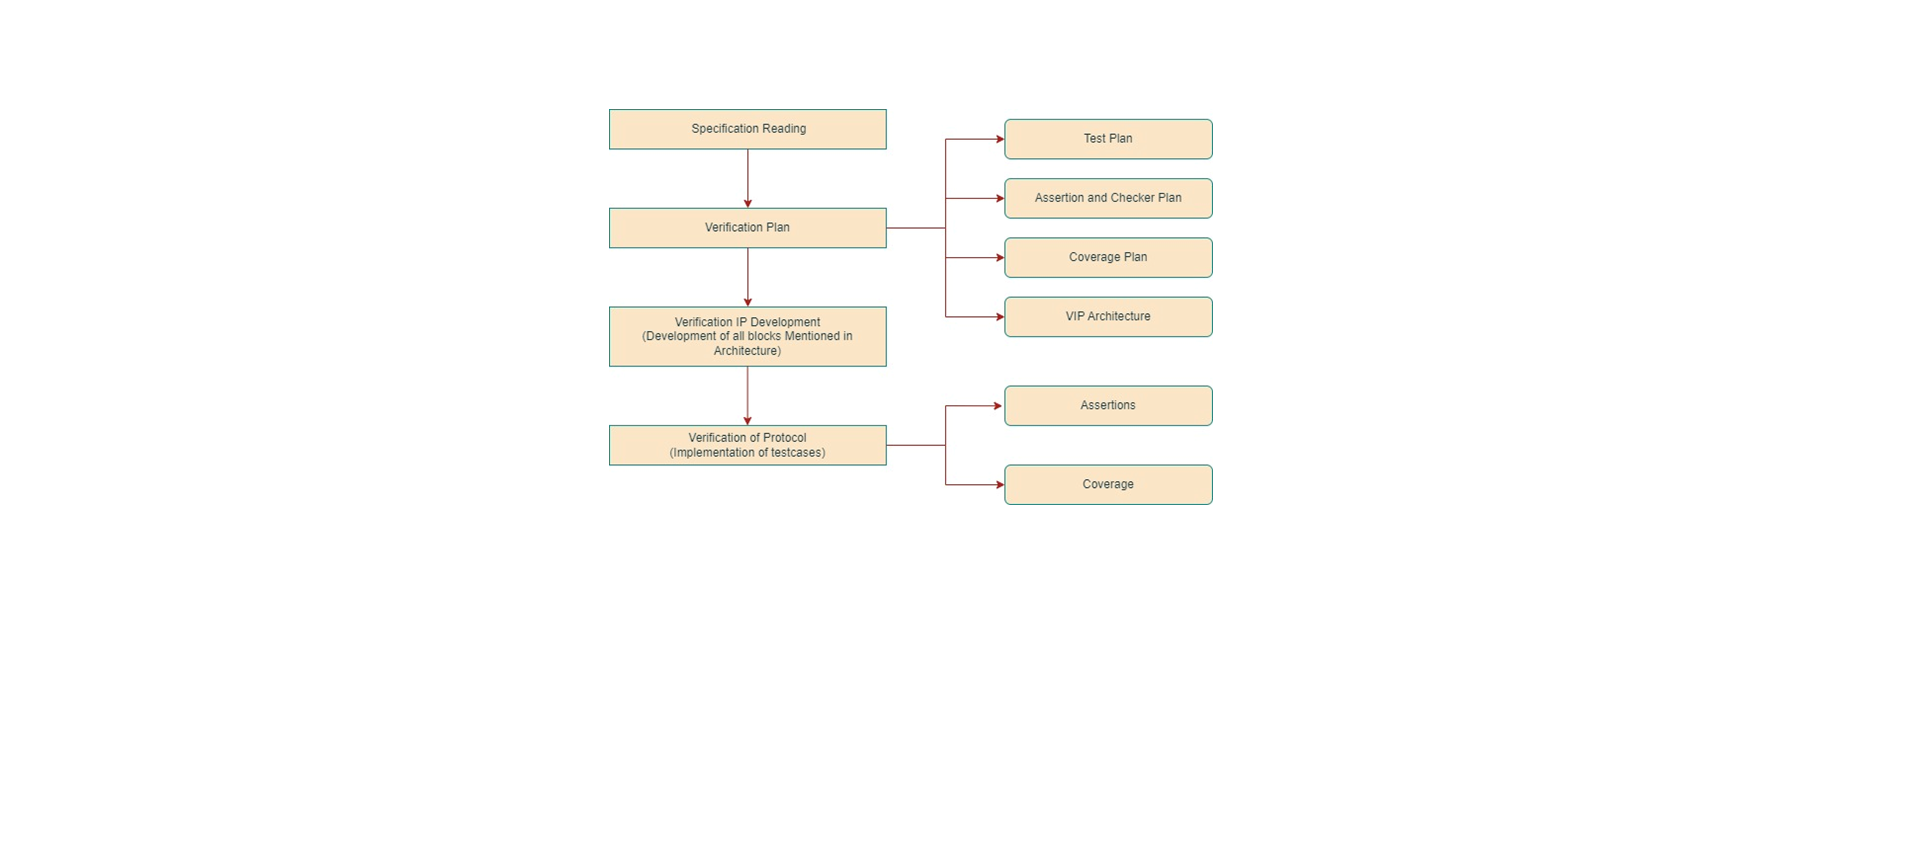 Specification Reading
Verification Plan
Verification IP Development
(Development of all blocks Mentioned in
Architecture)
Verification of Protocol
(Implementation of testcases)
Test Plan
Assertion and Checker Plan
Coverage Plan
VIP Architecture
Assertions
Coverage